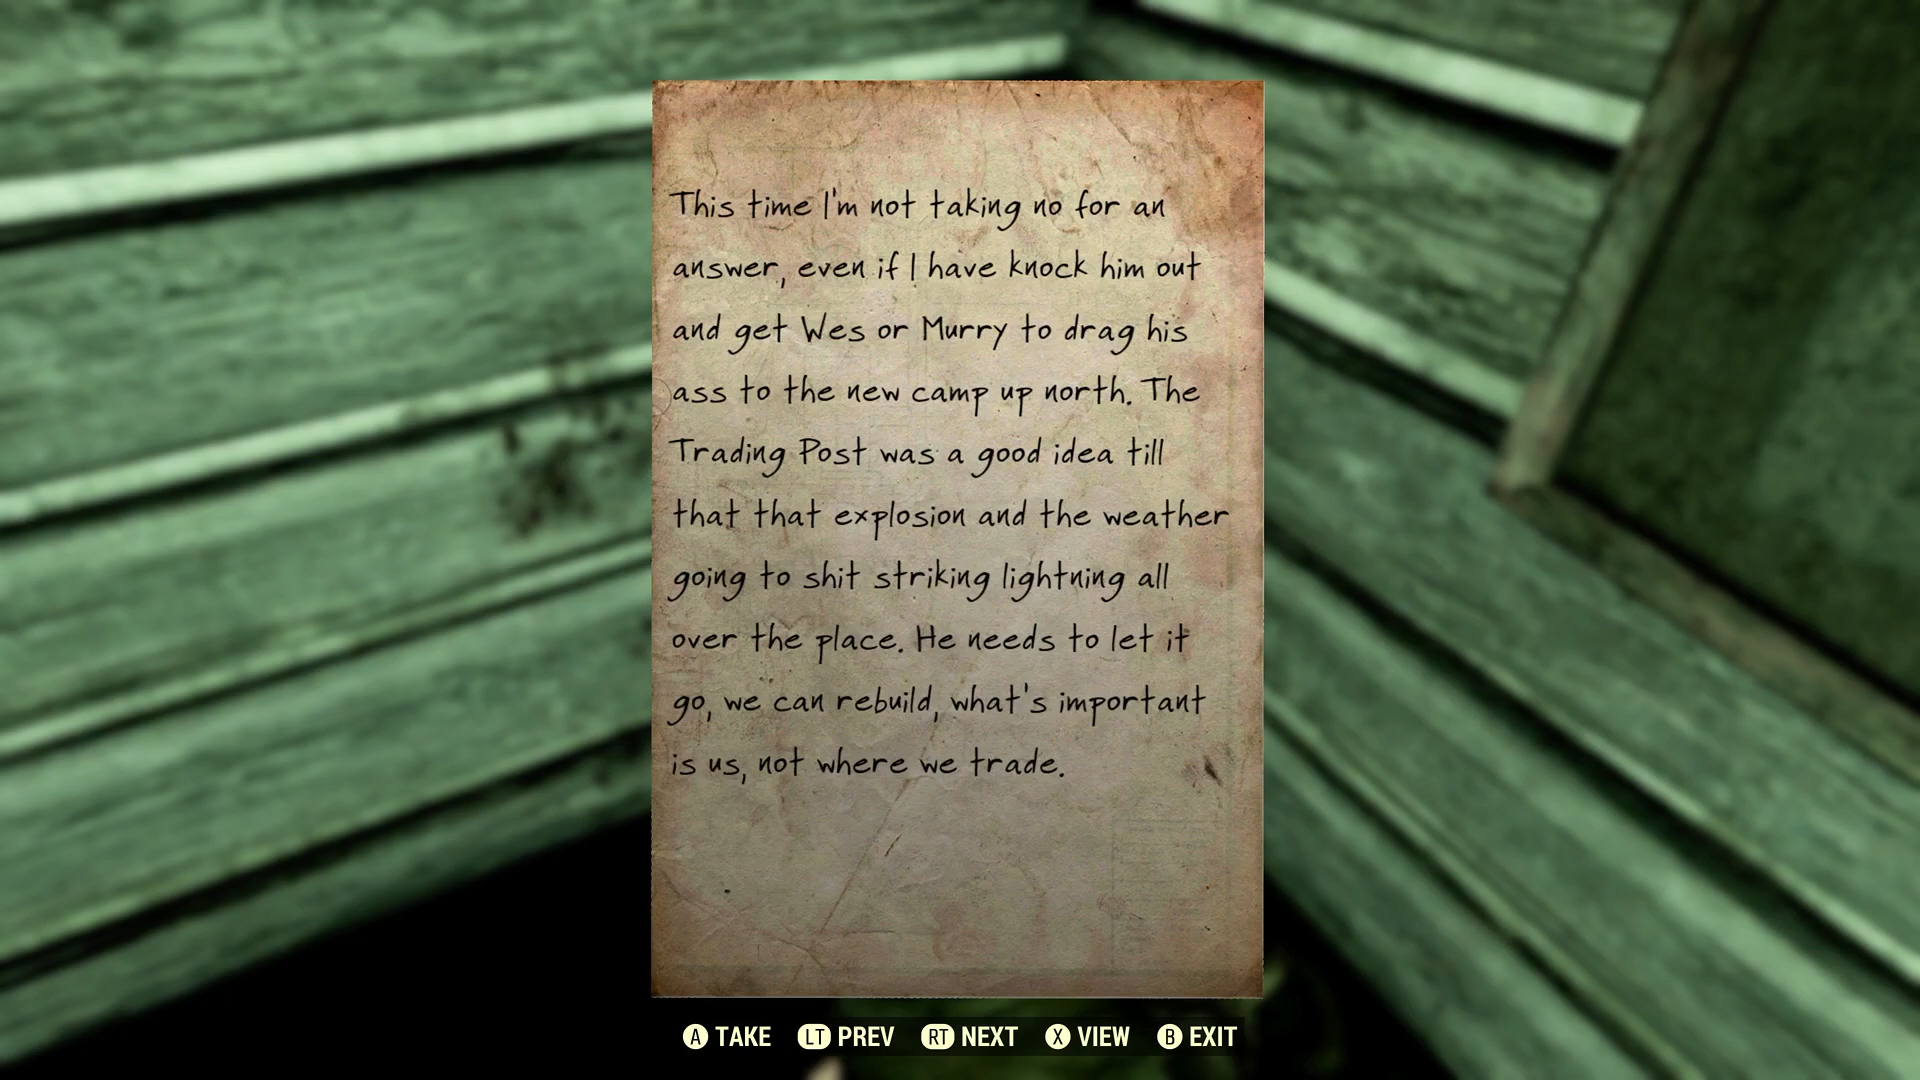 This time I'm not taking no for an
answer, even if I have knock him out
and get Wes or Murry to drag his
ass to the new camp up north. The
Trading Post was a good idea till
that that explosion and the weather
going to shit striking lightning all
over the place. He needs to let it
go, we can rebuild, what's important
is us, not where we trade.
A TAKE LT PREV RT NEXT X VIEW B EXIT